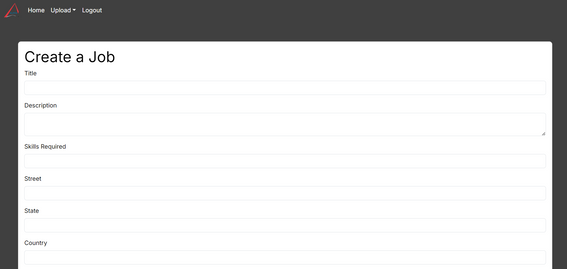 Home Upload Logout
Create a Job
Title
Description
Skills Required
Street
State
Country